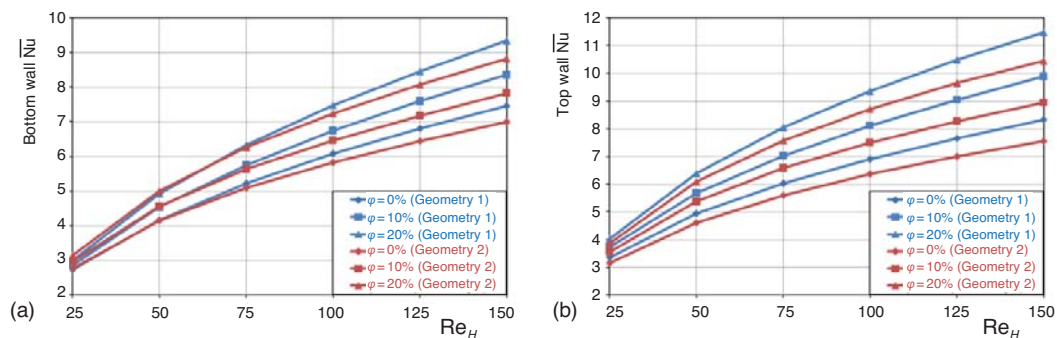 10
9
8
7
6
5
4
3
2
Bottom wall N̅u̅
φ=0% (Geometry 1)
φ=10% (Geometry 1)
φ=20% (Geometry 1)
φ=0% (Geometry 2)
φ=10% (Geometry 2)
φ=20% (Geometry 2)
25 50 75 100 125 150
(a)
Re_H
12
11
10
9
8
7
6
5
4
3
2
Top wall N̅u̅
φ=0% (Geometry 1)
φ=10% (Geometry 1)
φ=20% (Geometry 1)
φ=0% (Geometry 2)
φ=10% (Geometry 2)
φ=20% (Geometry 2)
25 50 75 100 125 150
(b)
Re_H